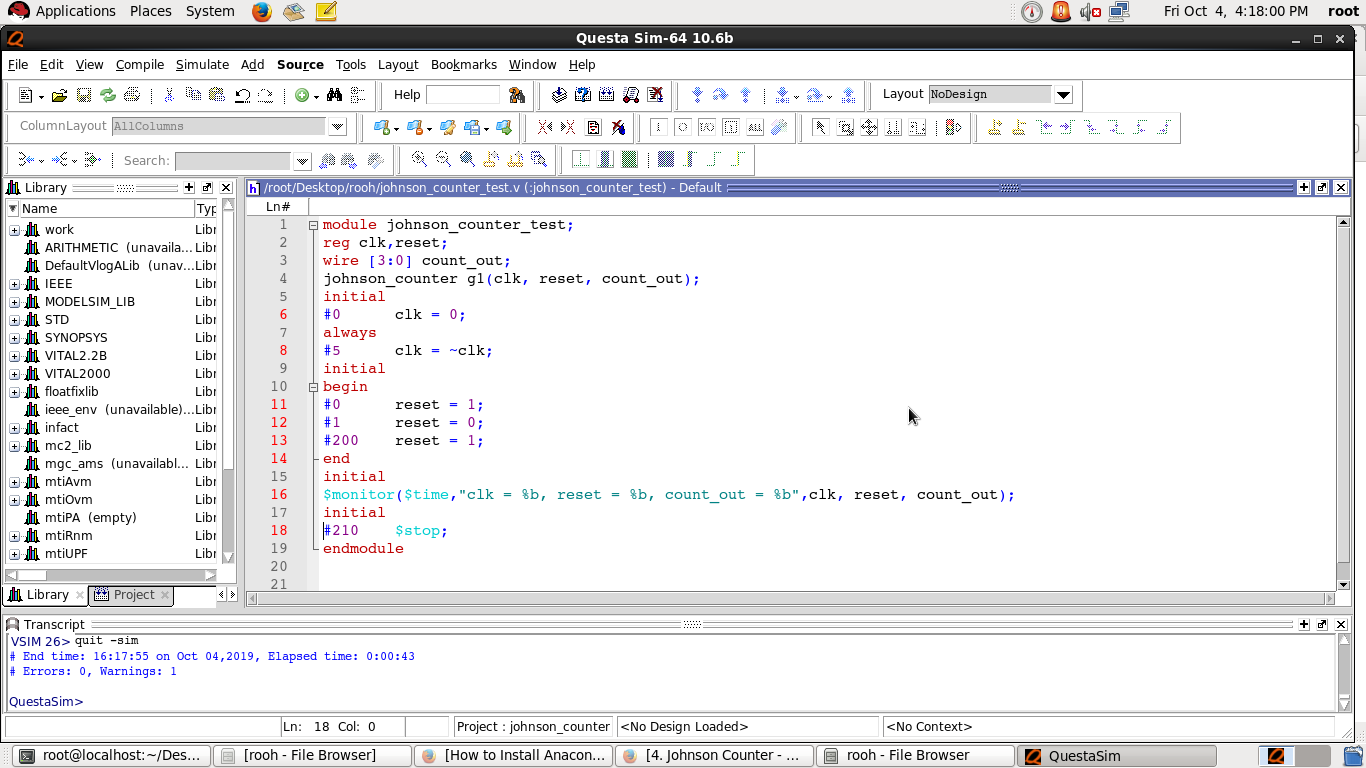 Applications Places System Fri Oct 4, 4:18:00 PM root
Questa Sim-64 10.6b
File Edit View Compile Simulate Add Source Tools Layout Bookmarks Window Help
Help Layout NoDesign
ColumnLayout AllColumns
Search:
Library
Name Typ
work Libr
ARITHMETIC (unavaila... Libr
DefaultVlogALib (unav... Libr
IEEE Libr
MODELSIM_LIB Libr
STD Libr
SYNOPSYS Libr
VITAL2.2B Libr
VITAL2000 Libr
floatfixlib Libr
ieee_env (unavailable)... Libr
infact Libr
mc2_lib Libr
mgc_ams (unavailabl... Libr
mtiAvm Libr
mtiOvm Libr
mtiPA (empty) Libr
mtiRnm Libr
mtiUPF Libr
Library Project
/root/Desktop/rooh/johnson_counter_test.v (:johnson_counter_test) - Default
Ln#
1 module johnson_counter_test;
2 reg clk,reset;
3 wire [3:0] count_out;
4 johnson_counter g1(clk, reset, count_out);
5 initial
6 #0 clk = 0;
7 always
8 #5 clk = ~clk;
9 initial
10 begin
11 #0 reset = 1;
12 #1 reset = 0;
13 #200 reset = 1;
14 end
15 initial
16 $monitor($time,"clk = %b, reset = %b, count_out = %b",clk, reset, count_out);
17 initial
18 #210 $stop;
19 endmodule
20
21
Transcript
VSIM 26> quit -sim
# End time: 16:17:55 on Oct 04,2019, Elapsed time: 0:00:43
# Errors: 0, Warnings: 1
QuestaSim>
Ln: 18 Col: 0 Project : johnson_counter <No Design Loaded> <No Context>
root@localhost:~/Des... [rooh - File Browser] [How to Install Anacon... [4. Johnson Counter - ... rooh - File Browser QuestaSim